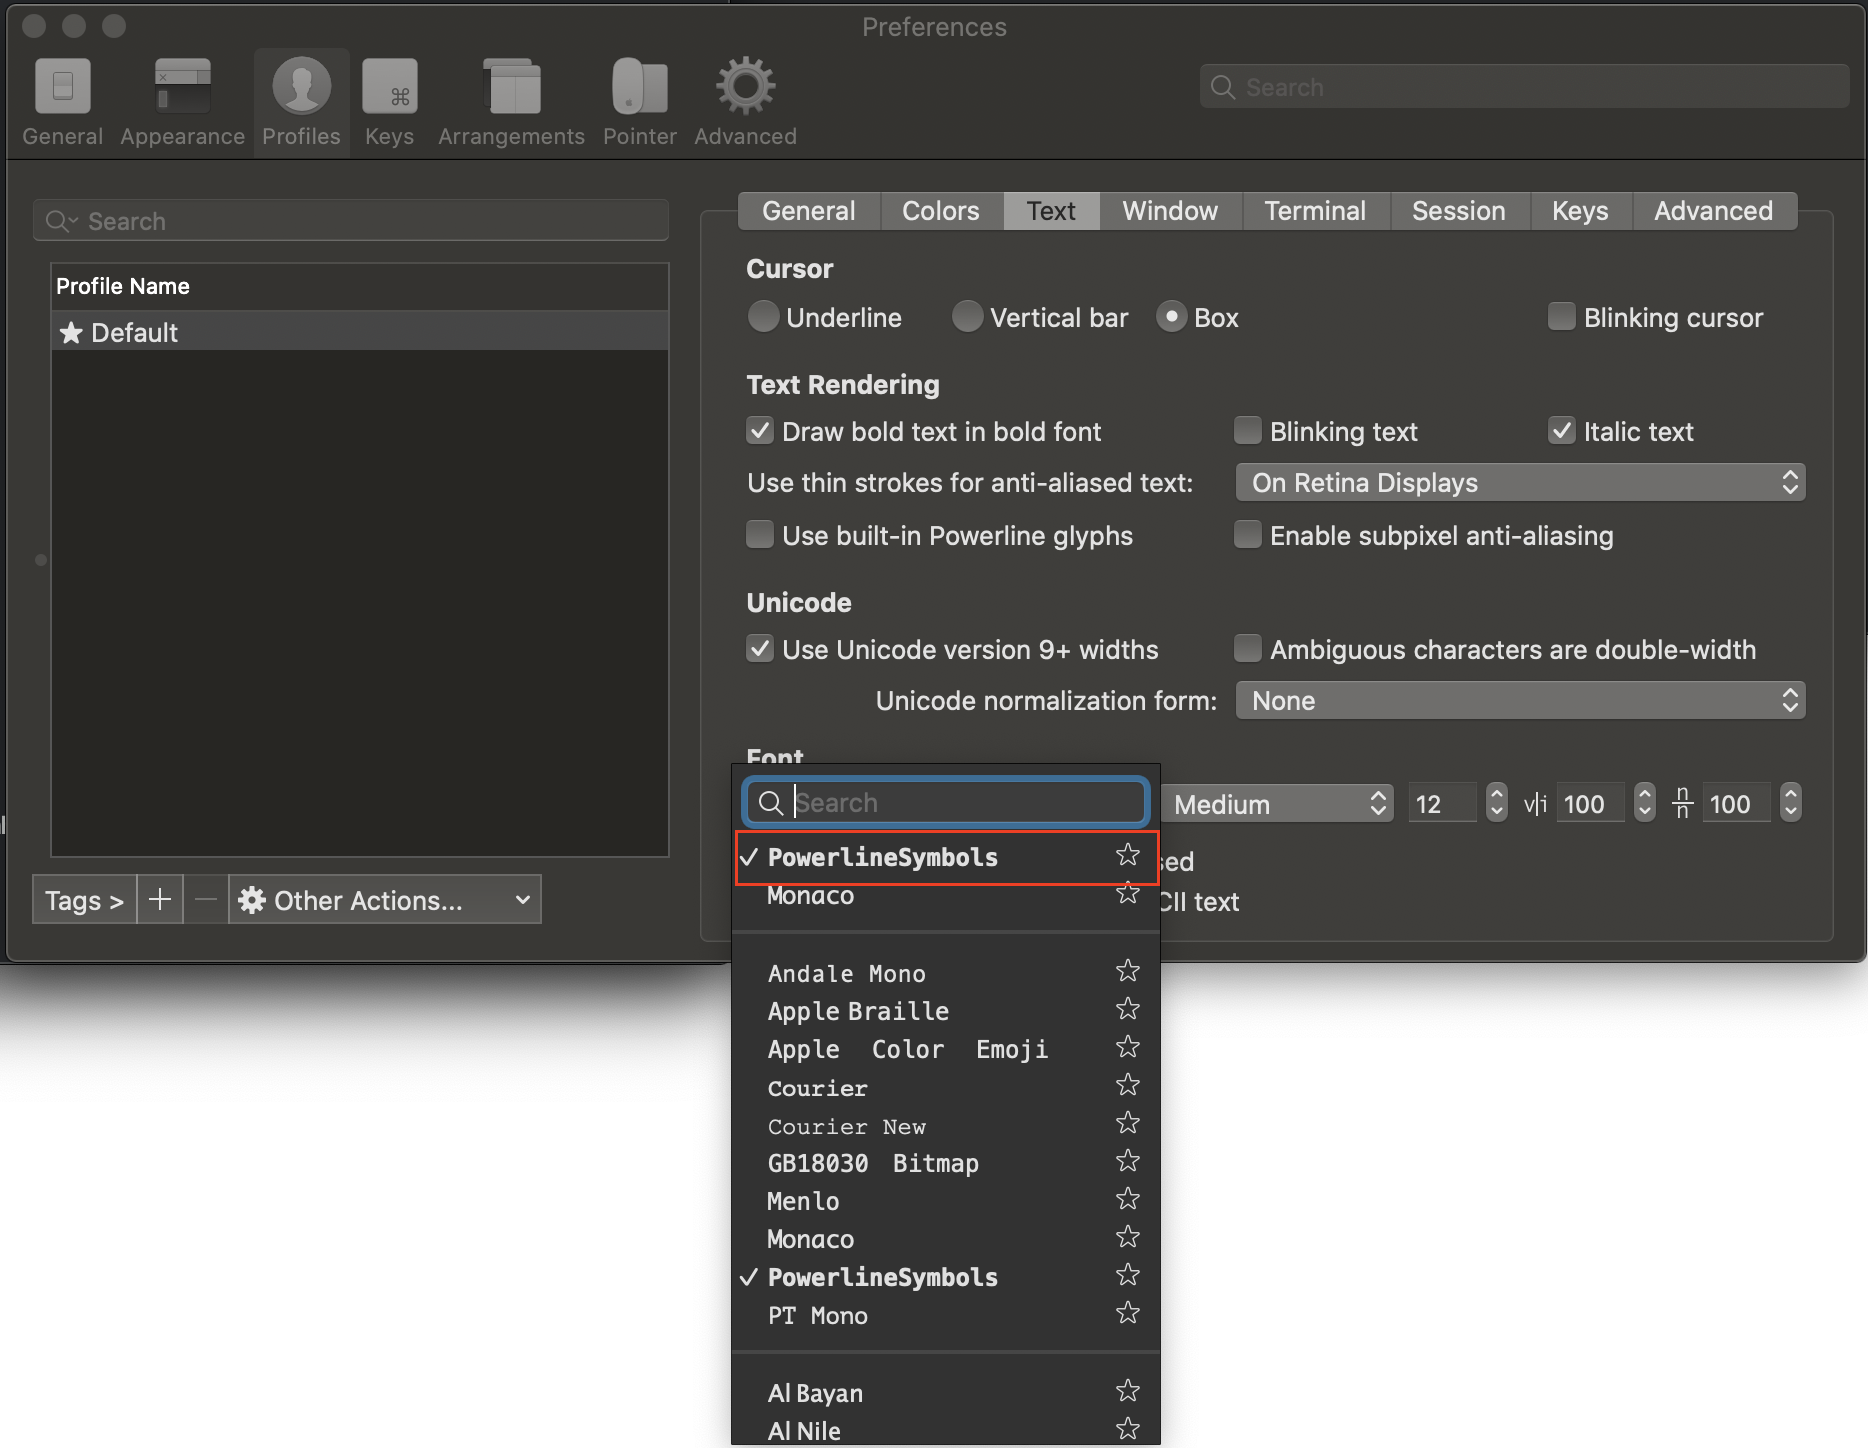 Preferences
General Appearance Profiles Keys Arrangements Pointer Advanced
Search
Search
Profile Name
Default
Tags > Other Actions...
General Colors Text Window Terminal Session Keys Advanced
Cursor
Underline Vertical bar Box Blinking cursor
Text Rendering
Draw bold text in bold font Blinking text Italic text
Use thin strokes for anti-aliased text: On Retina Displays
Use built-in Powerline glyphs Enable subpixel anti-aliasing
Unicode
Use Unicode version 9+ widths Ambiguous characters are double-width
Unicode normalization form: None
Font
Search Medium 12 v|i 100 n/n 100
PowerlineSymbols sed
Monaco CII text
Andale Mono
Apple Braille
Apple Color Emoji
Courier
Courier New
GB18030 Bitmap
Menlo
Monaco
PowerlineSymbols
PT Mono
Al Bayan
Al Nile